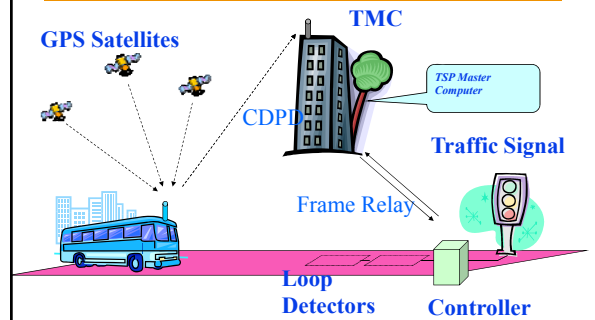 TMC
GPS Satellites
TSP Master
Computer
CDPD
Traffic Signal
Frame Relay
Loop
Detectors
Controller